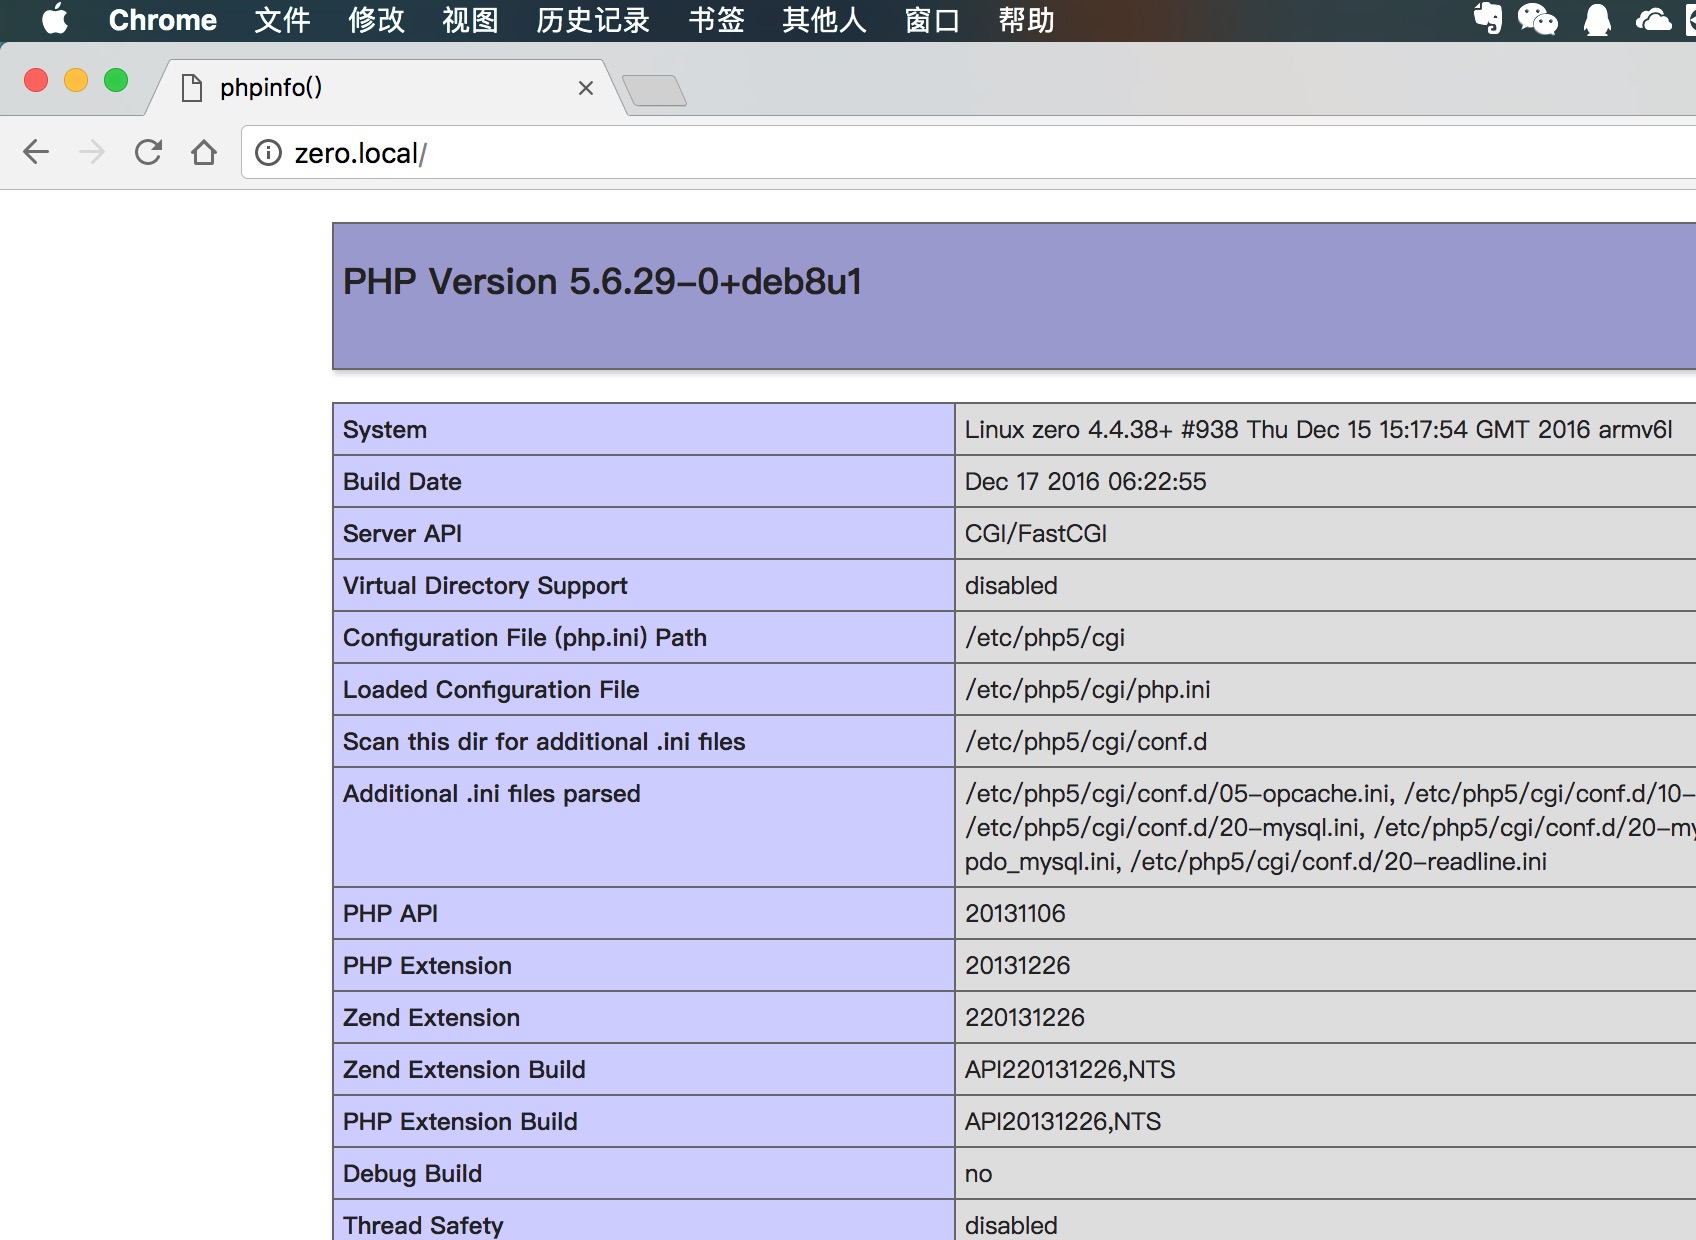 Chrome 文件 修改 视图 历史记录 书签 其他人 窗口 帮助
phpinfo()
zero.local/
PHP Version 5.6.29-0+deb8u1
System Linux zero 4.4.38+ #938 Thu Dec 15 15:17:54 GMT 2016 armv6l
Build Date Dec 17 2016 06:22:55
Server API CGI/FastCGI
Virtual Directory Support disabled
Configuration File (php.ini) Path /etc/php5/cgi
Loaded Configuration File /etc/php5/cgi/php.ini
Scan this dir for additional .ini files /etc/php5/cgi/conf.d
Additional .ini files parsed /etc/php5/cgi/conf.d/05-opcache.ini, /etc/php5/cgi/conf.d/10-
/etc/php5/cgi/conf.d/20-mysql.ini, /etc/php5/cgi/conf.d/20-my
pdo_mysql.ini, /etc/php5/cgi/conf.d/20-readline.ini
PHP API 20131106
PHP Extension 20131226
Zend Extension 220131226
Zend Extension Build API220131226,NTS
PHP Extension Build API20131226,NTS
Debug Build no
Thread Safety disabled